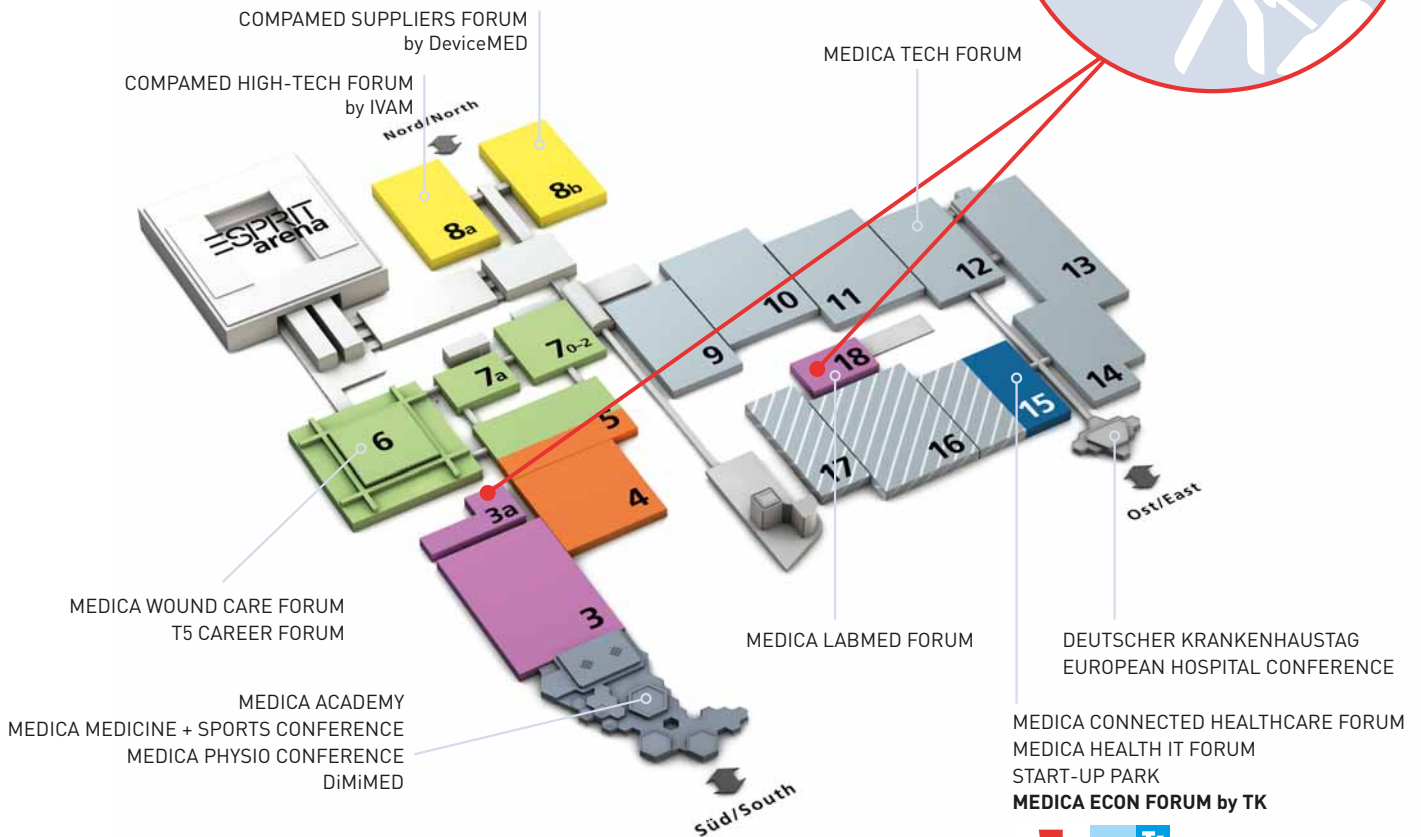 COMPAMED SUPPLIERS FORUM
by DeviceMED
MEDICA TECH FORUM
COMPAMED HIGH-TECH FORUM
by IVAM
Nord/North
8b
8a
ESPRIT
arena
13
12
11
10
9
7 0-2
18
7a
14
15
5
6
16
17
4
3a
Ost/East
3
MEDICA WOUND CARE FORUM
T5 CAREER FORUM
MEDICA LABMED FORUM
DEUTSCHER KRANKENHAUSTAG
EUROPEAN HOSPITAL CONFERENCE
MEDICA ACADEMY
MEDICA MEDICINE + SPORTS CONFERENCE
MEDICA PHYSIO CONFERENCE
DiMiMED
MEDICA CONNECTED HEALTHCARE FORUM
MEDICA HEALTH IT FORUM
START-UP PARK
MEDICA ECON FORUM by TK
Süd/South